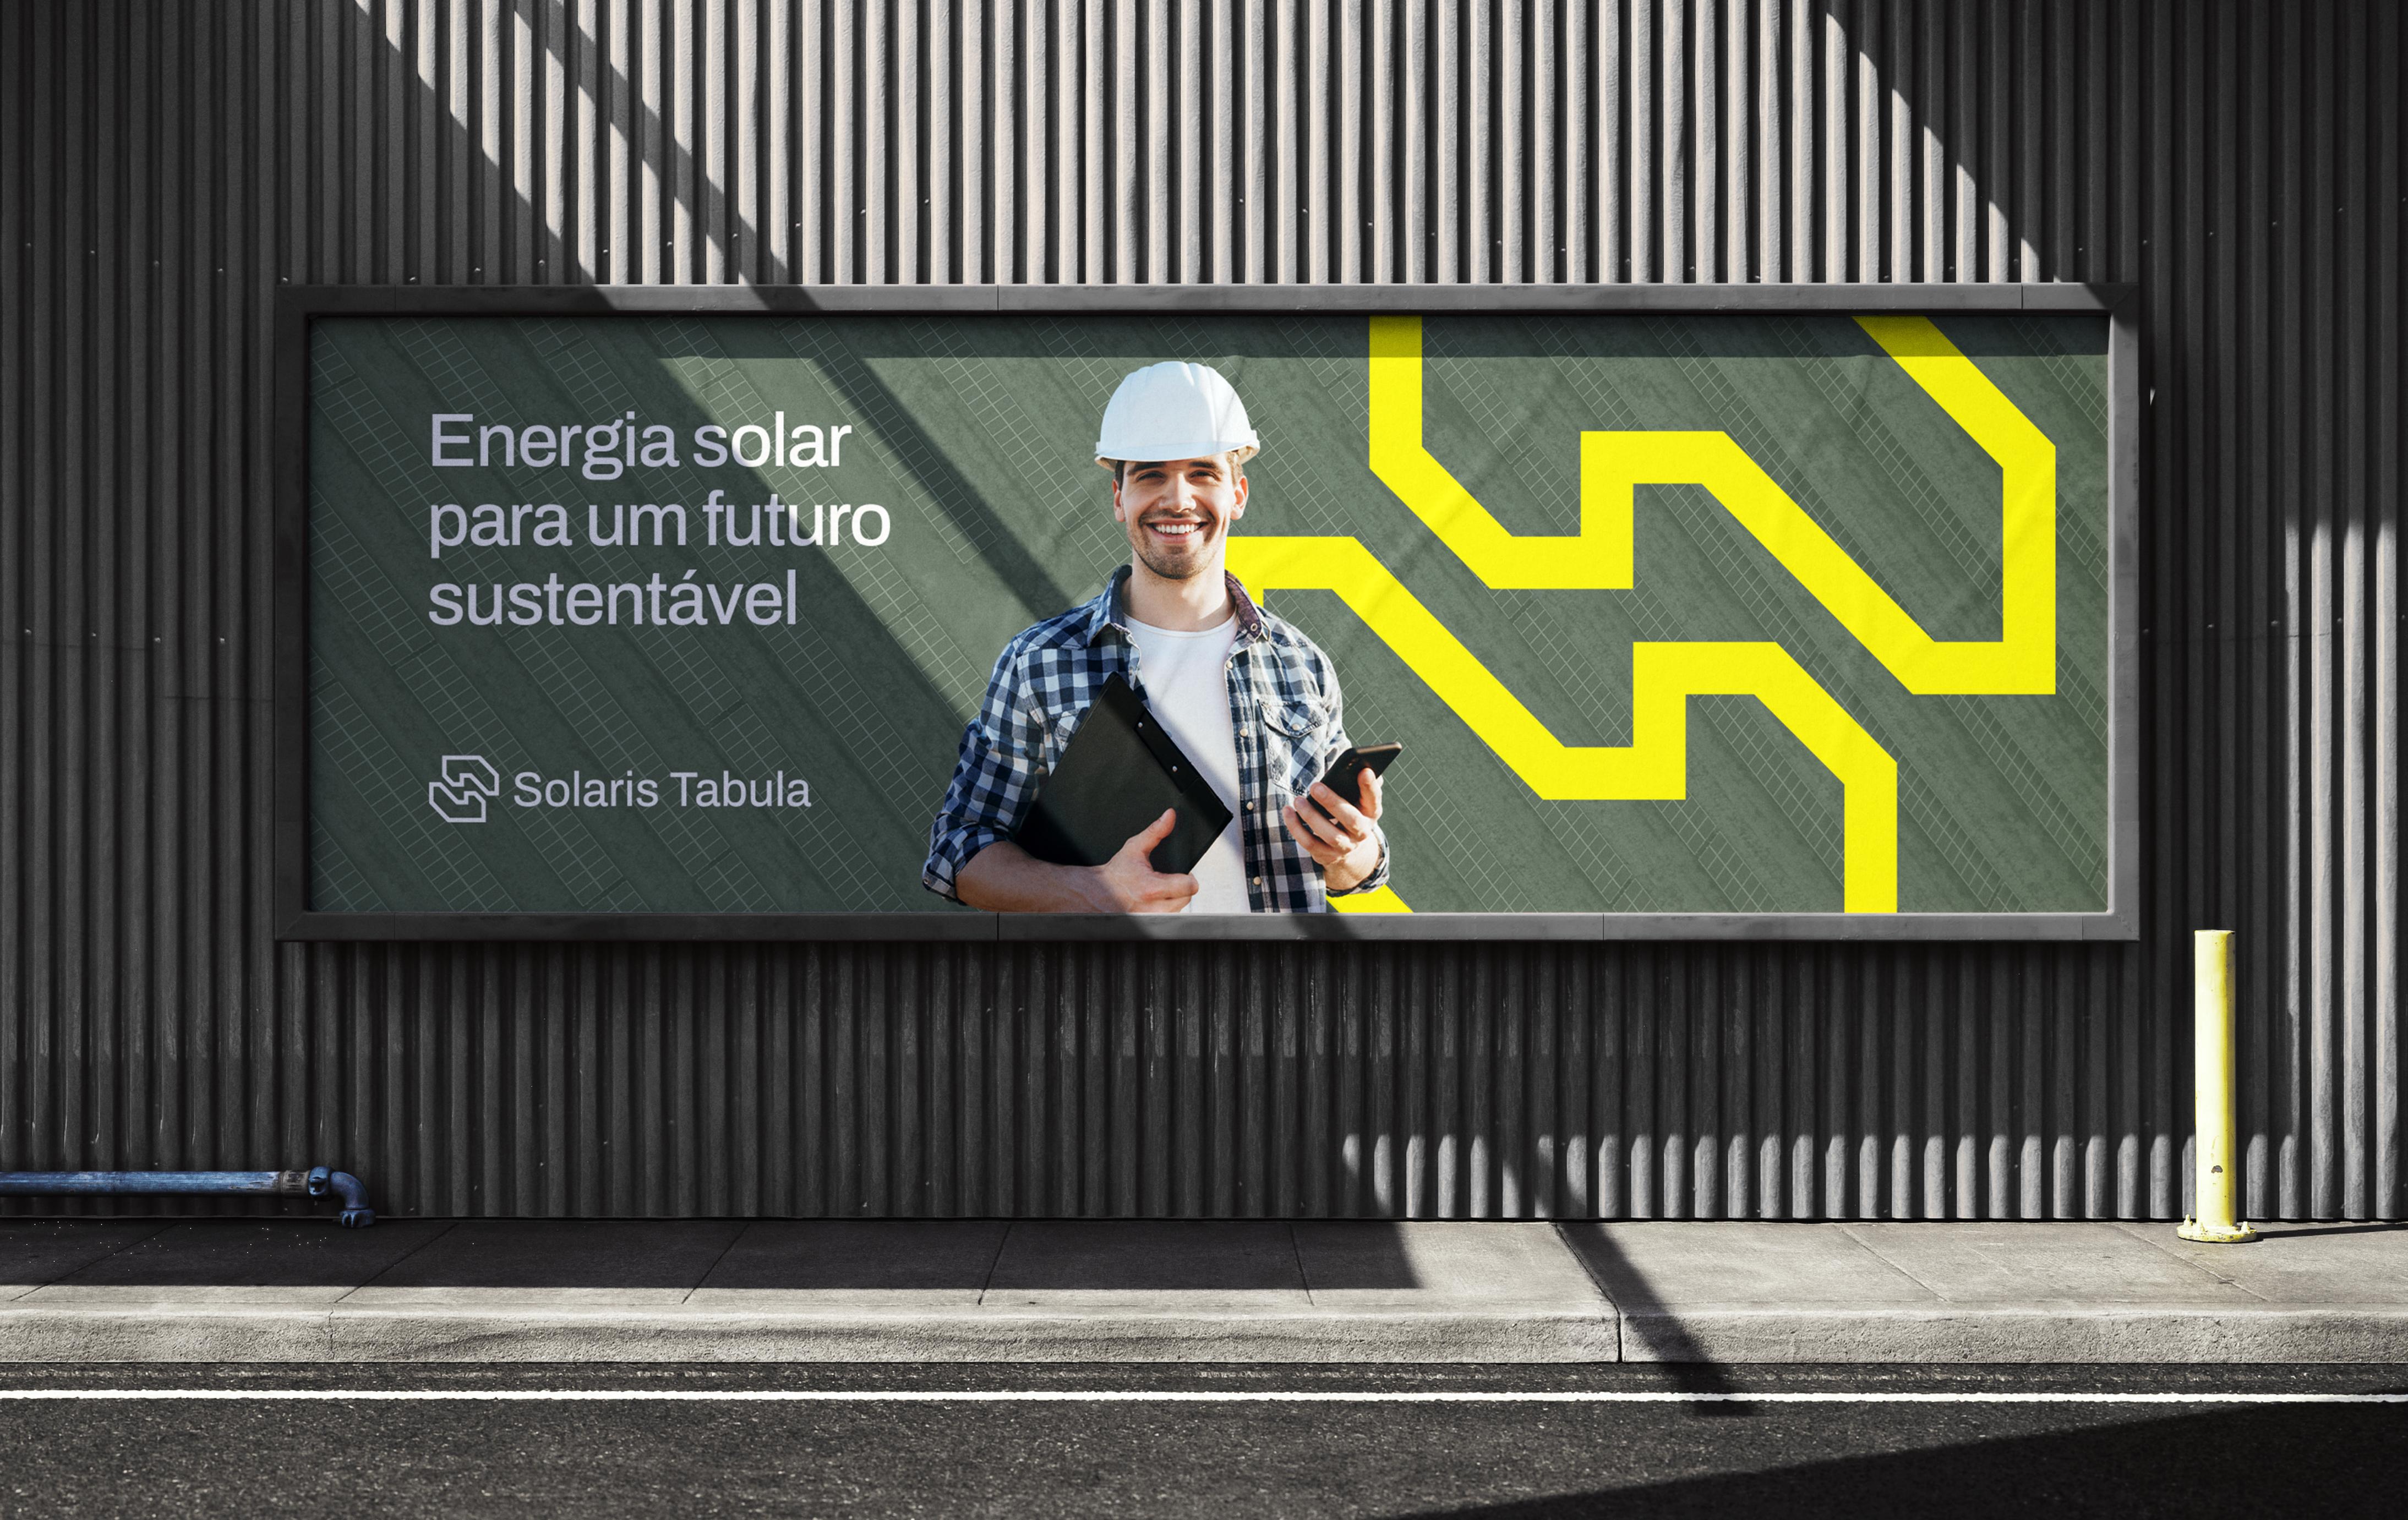 Energia solar
para um futuro
sustentável
Solaris Tabula